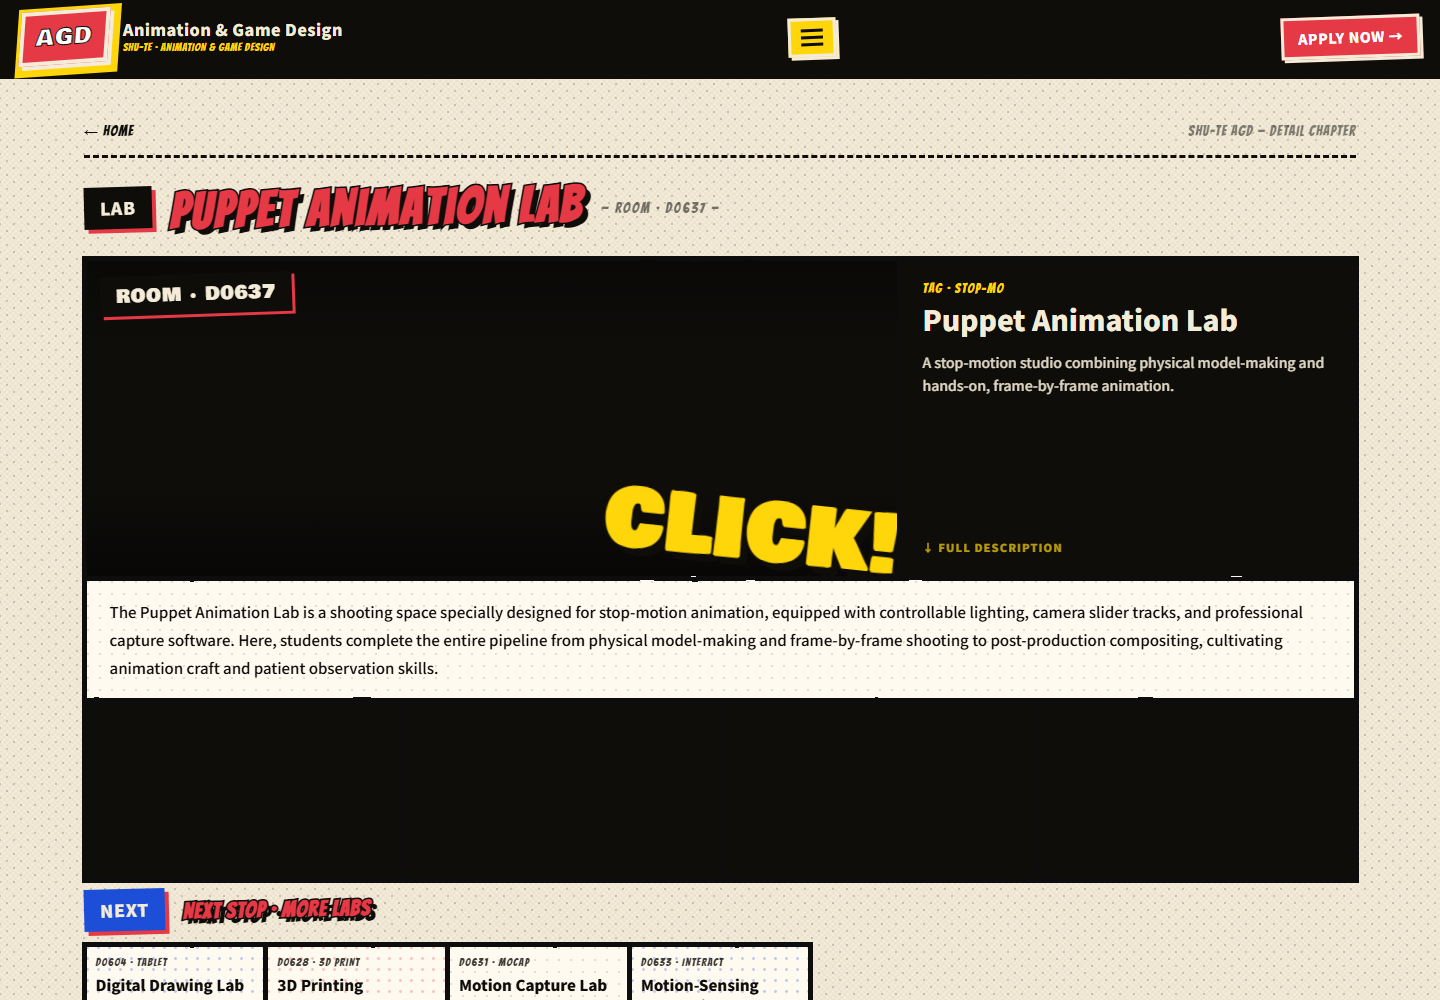 AGD
Animation & Game Design
SHU-TE · ANIMATION & GAME DESIGN
APPLY NOW →
← HOME
SHU-TE AGD — DETAIL CHAPTER
LAB
PUPPET ANIMATION LAB
— ROOM · D0637 —
ROOM · D0637
TAG · STOP-MO
Puppet Animation Lab
A stop-motion studio combining physical model-making and
hands-on, frame-by-frame animation.
CLICK!
↓ FULL DESCRIPTION
The Puppet Animation Lab is a shooting space specially designed for stop-motion animation, equipped with controllable lighting, camera slider tracks, and professional
capture software. Here, students complete the entire pipeline from physical model-making and frame-by-frame shooting to post-production compositing, cultivating
animation craft and patient observation skills.
NEXT
NEXT STOP · MORE LABS
D0604 · TABLET
Digital Drawing Lab
D0628 · 3D PRINT
3D Printing
D0631 · MOCAP
Motion Capture Lab
D0633 · INTERACT
Motion-Sensing